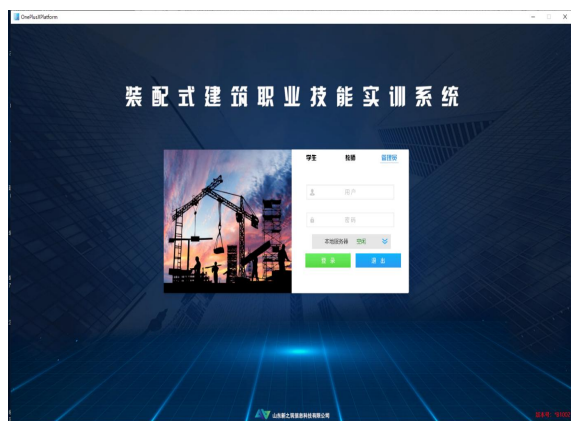 OnePlusXPlatform
装配式建筑职业技能实训系统
学生 教师 管理员
用户
密码
本地服务器 空闲
登 录 退 出
山东新之筑信息科技有限公司